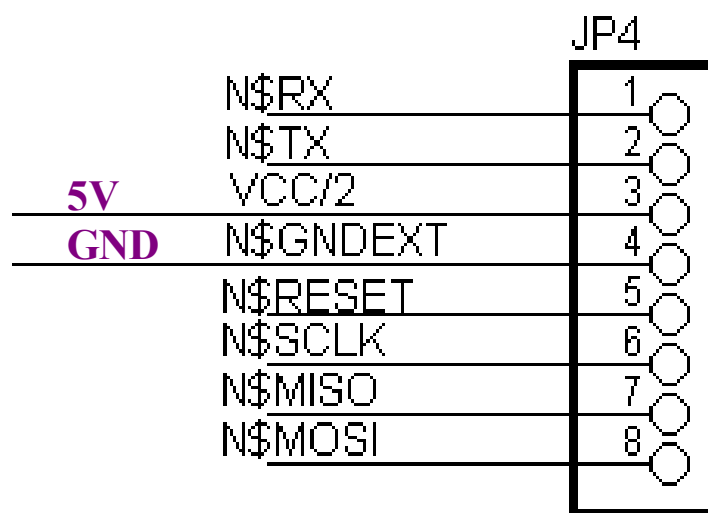 JP4
N$RX 1
N$TX 2
5V VCC/2 3
GND N$GNDEXT 4
N$RESET 5
N$SCLK 6
N$MISO 7
N$MOSI 8